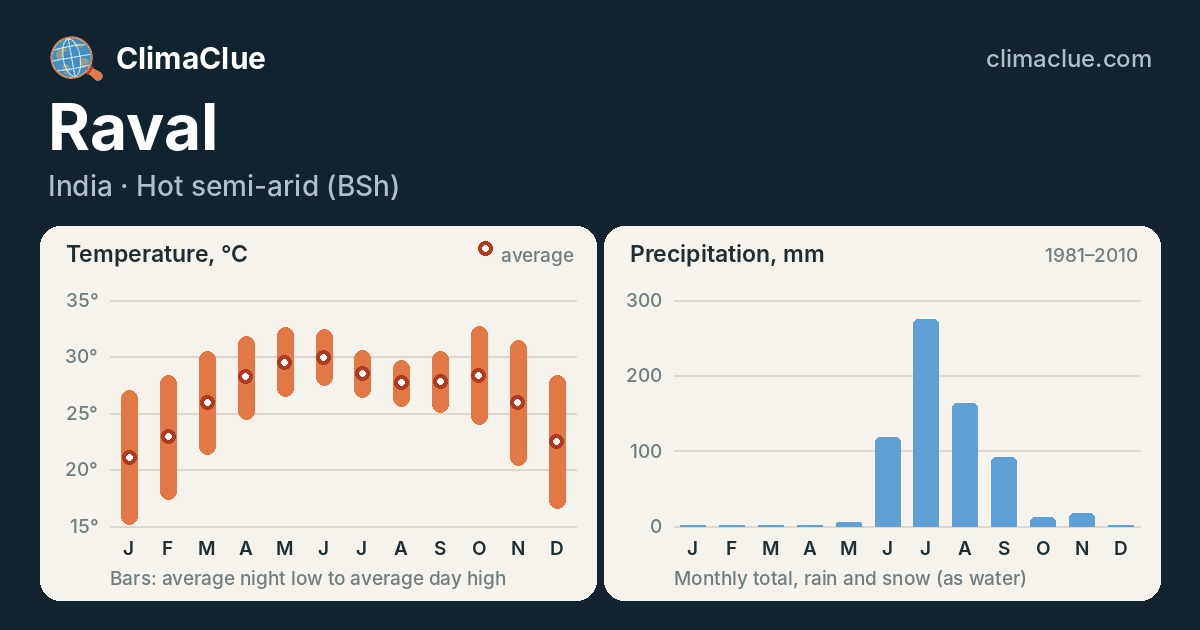 ClimaClue
climaclue.com
Raval
India · Hot semi-arid (BSh)
Temperature, °C
average
35°
30°
25°
20°
15°
J F M A M J J A S O N D
Bars: average night low to average day high
Precipitation, mm
1981–2010
300
200
100
0
J F M A M J J A S O N D
Monthly total, rain and snow (as water)